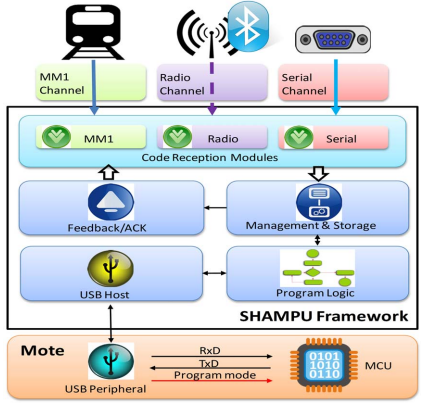 MM1
Channel
Radio
Channel
Serial
Channel
MM1
Radio
Serial
Code Reception Modules
Feedback/ACK
Management & Storage
USB Host
Program Logic
SHAMPU Framework
Mote
RxD
TxD
Program mode
USB Peripheral
0101
1010
0110
MCU